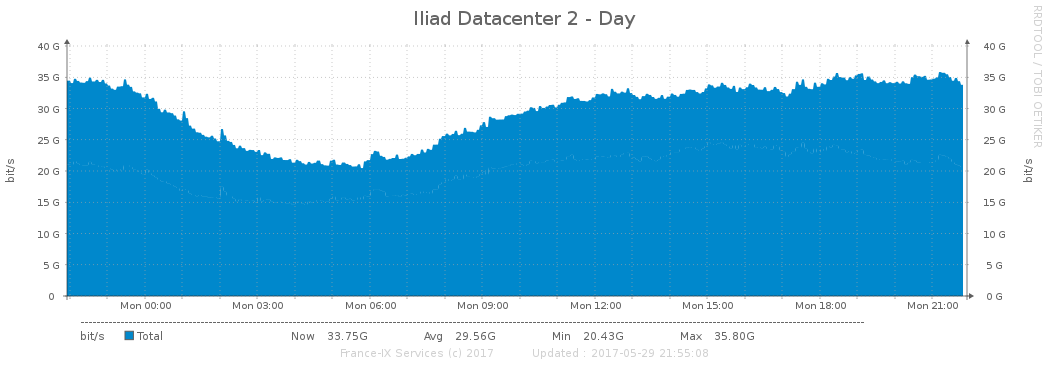 Iliad Datacenter 2 - Day
RRDTOOL / TOBI OETIKER
bit/s
bit/s
40 G 40 G
35 G 35 G
30 G 30 G
25 G 25 G
20 G 20 G
15 G 15 G
10 G 10 G
5 G 5 G
0 0 G
Mon 00:00 Mon 03:00 Mon 06:00 Mon 09:00 Mon 12:00 Mon 15:00 Mon 18:00 Mon 21:00
bit/s Total Now 33.75G Avg 29.56G Min 20.43G Max 35.80G
France-IX Services (c) 2017 Updated : 2017-05-29 21:55:08